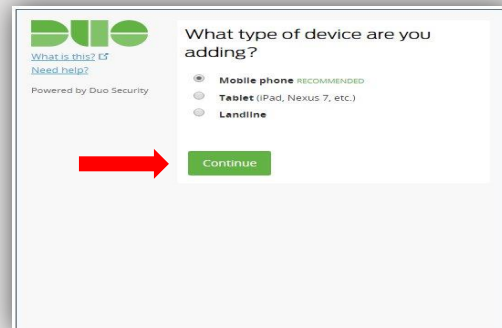 DUO
What is this?
Need help?
Powered by Duo Security
What type of device are you
adding?
Mobile phone RECOMMENDED
Tablet (iPad, Nexus 7, etc.)
Landline
Continue